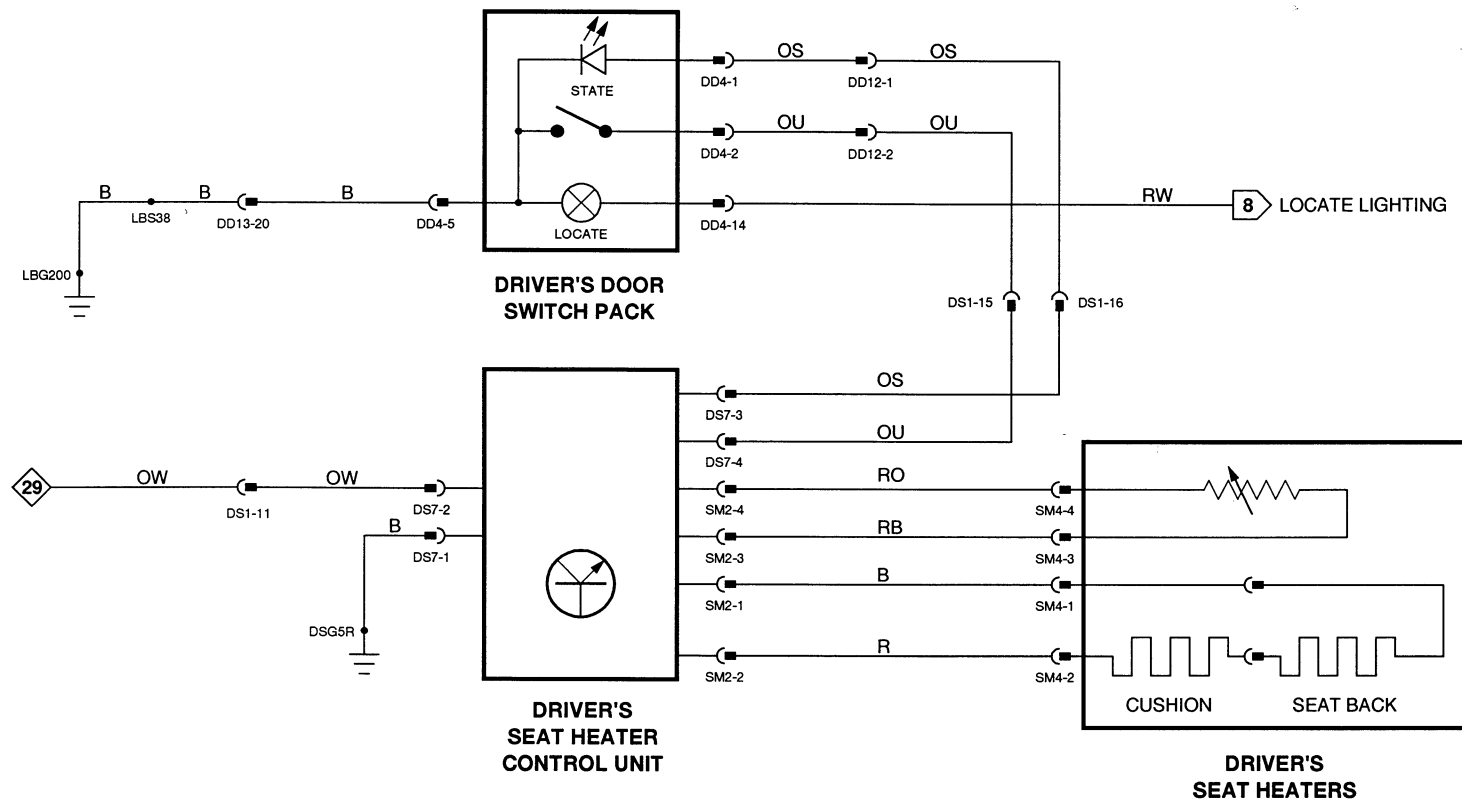 OS OS
DD4-1 DD12-1
STATE
OU OU
DD4-2 DD12-2
B B B RW
LBS38 DD13-20 DD4-5 DD4-14 8 LOCATE LIGHTING
LOCATE
LBG200
DRIVER'S DOOR
SWITCH PACK
DS1-15 DS1-16
OS
DS7-3
OU
DS7-4
29 OW OW RO
DS1-11 DS7-2 SM2-4 SM4-4
B RB
DS7-1 SM2-3 SM4-3
B
SM2-1 SM4-1
DSG5R
R
SM2-2 SM4-2
CUSHION SEAT BACK
DRIVER'S
SEAT HEATER
CONTROL UNIT
DRIVER'S
SEAT HEATERS